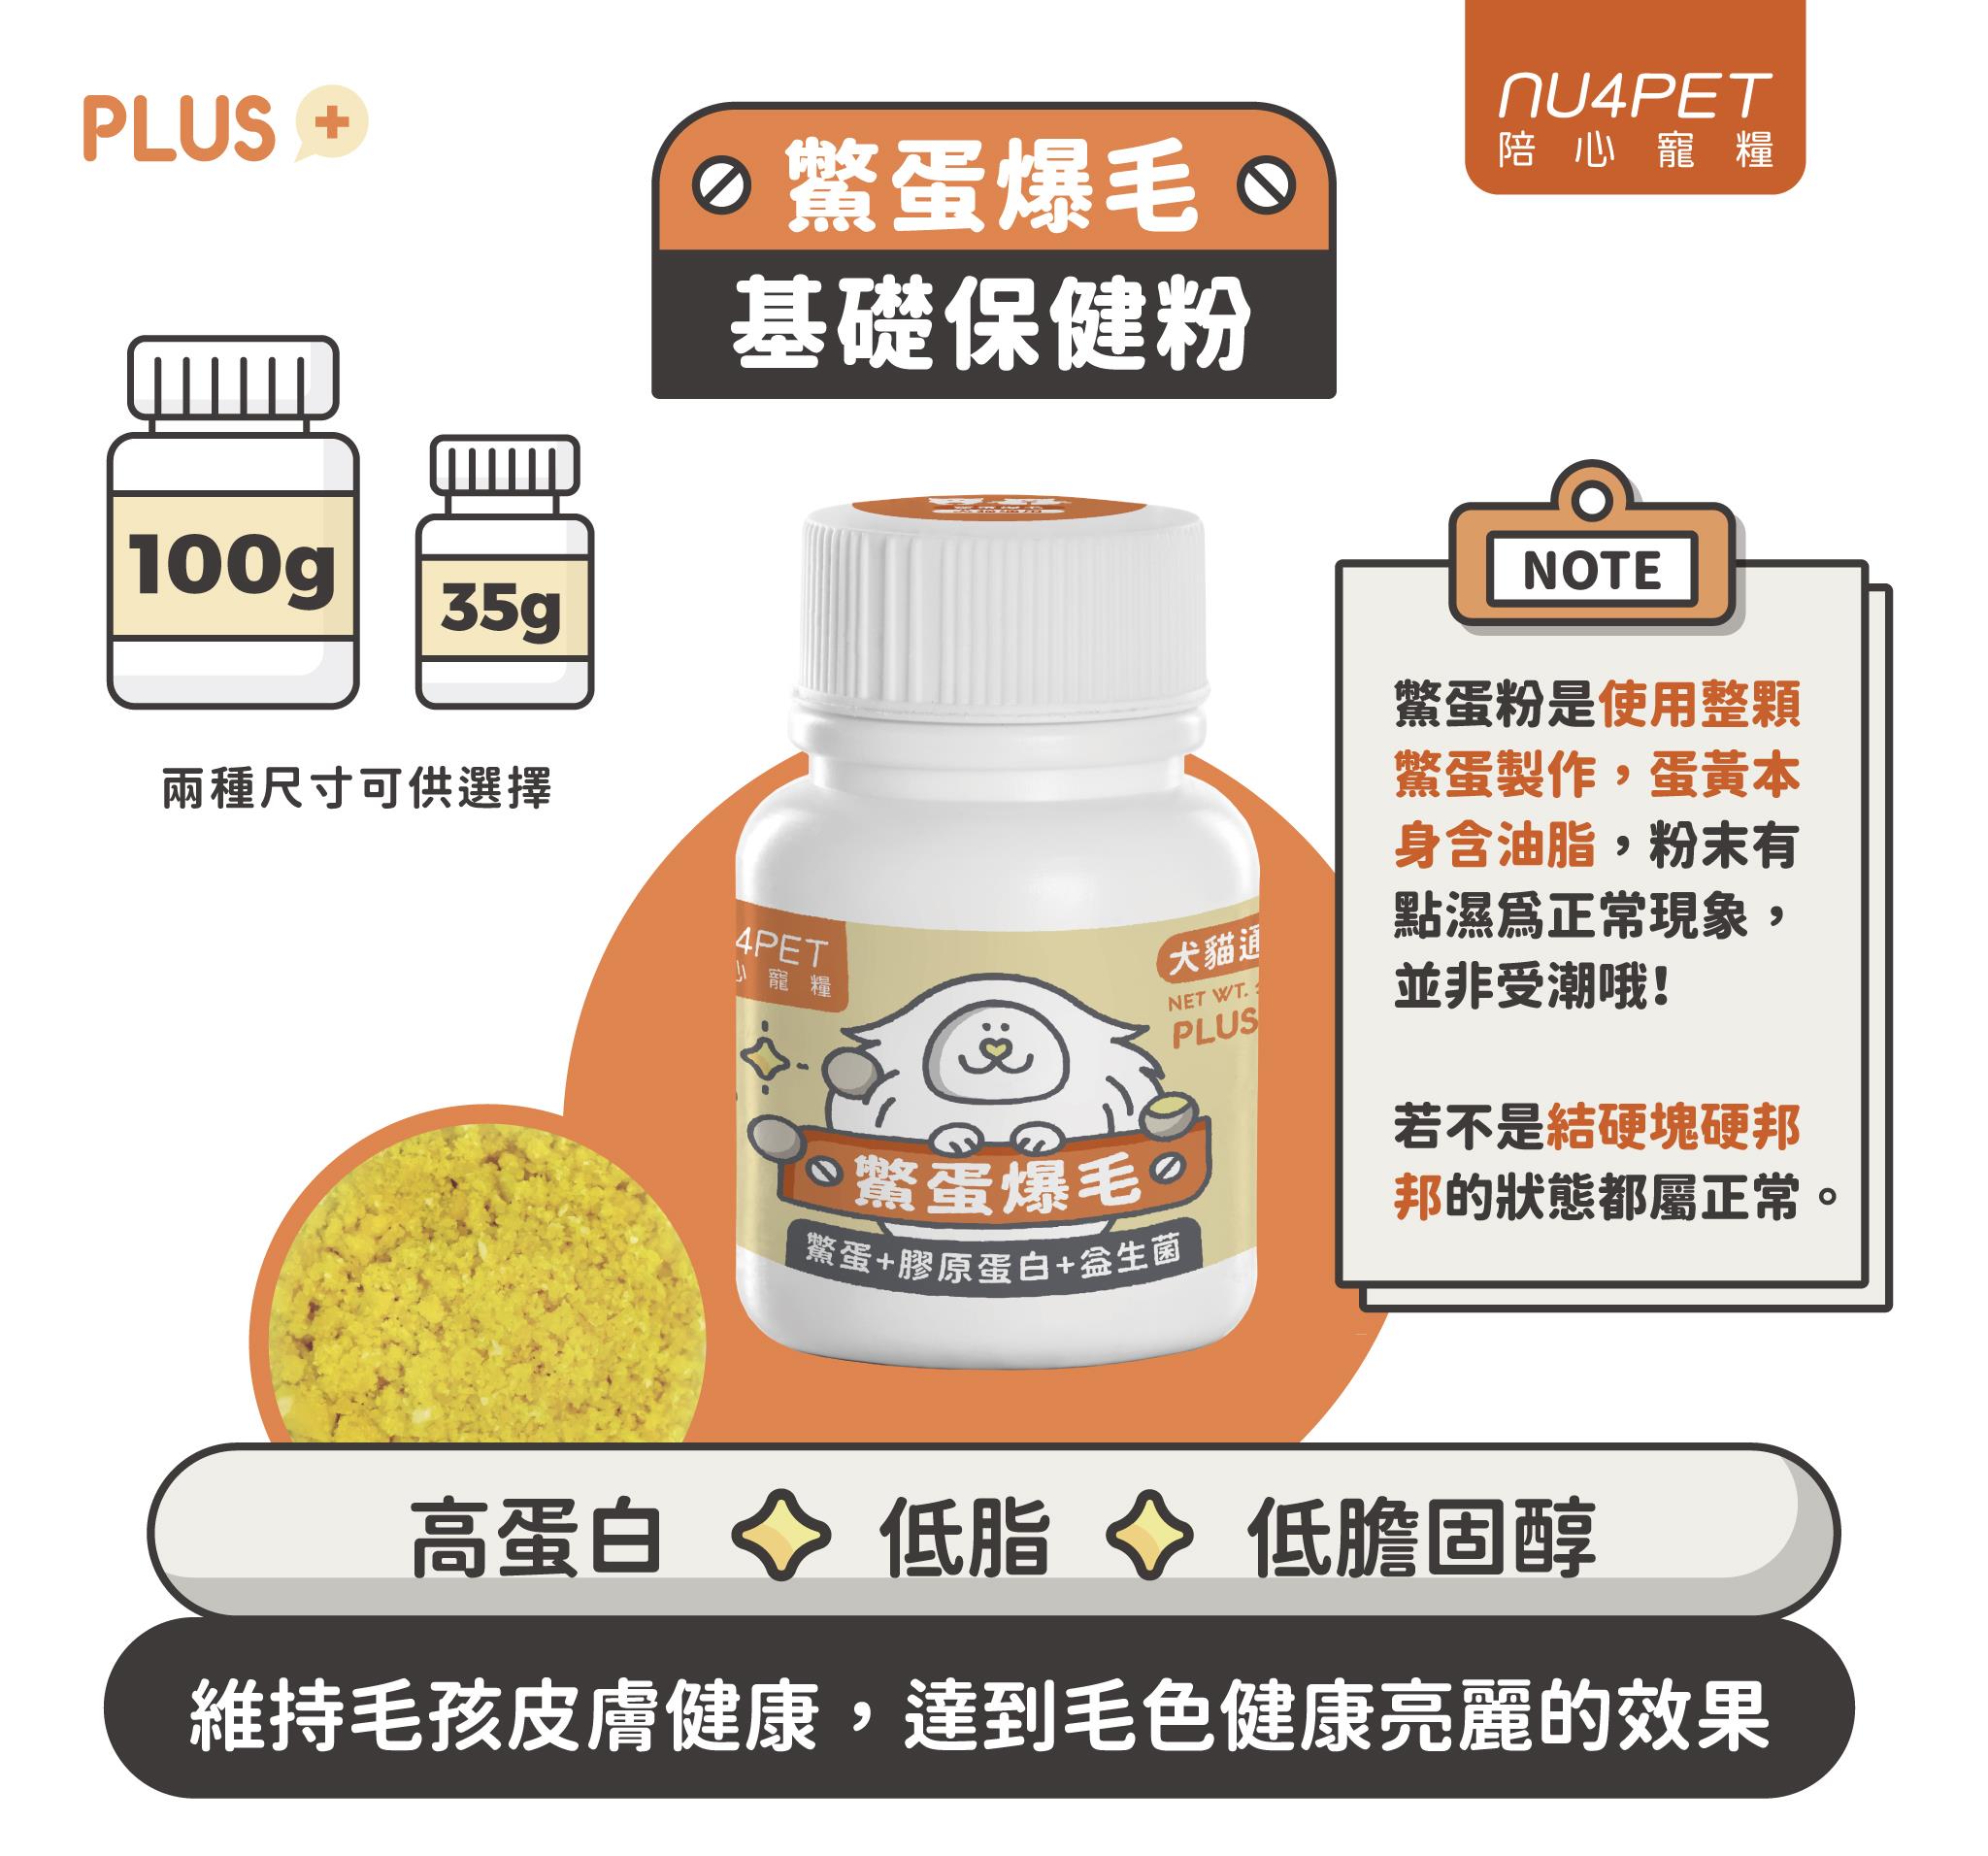 PLUS +
NU4PET
陪心寵糧
鱉蛋爆毛
基礎保健粉
100g
35g
兩種尺寸可供選擇
NOTE
鱉蛋粉是使用整顆
鱉蛋製作，蛋黃本
身含油脂，粉末有
點濕為正常現象，
並非受潮哦!
若不是結硬塊硬邦
邦的狀態都屬正常。
4PET
心寵糧
犬貓通
NET WT.
PLUS
鱉蛋爆毛
鱉蛋+膠原蛋白+益生菌
高蛋白 低脂 低膽固醇
維持毛孩皮膚健康，達到毛色健康亮麗的效果